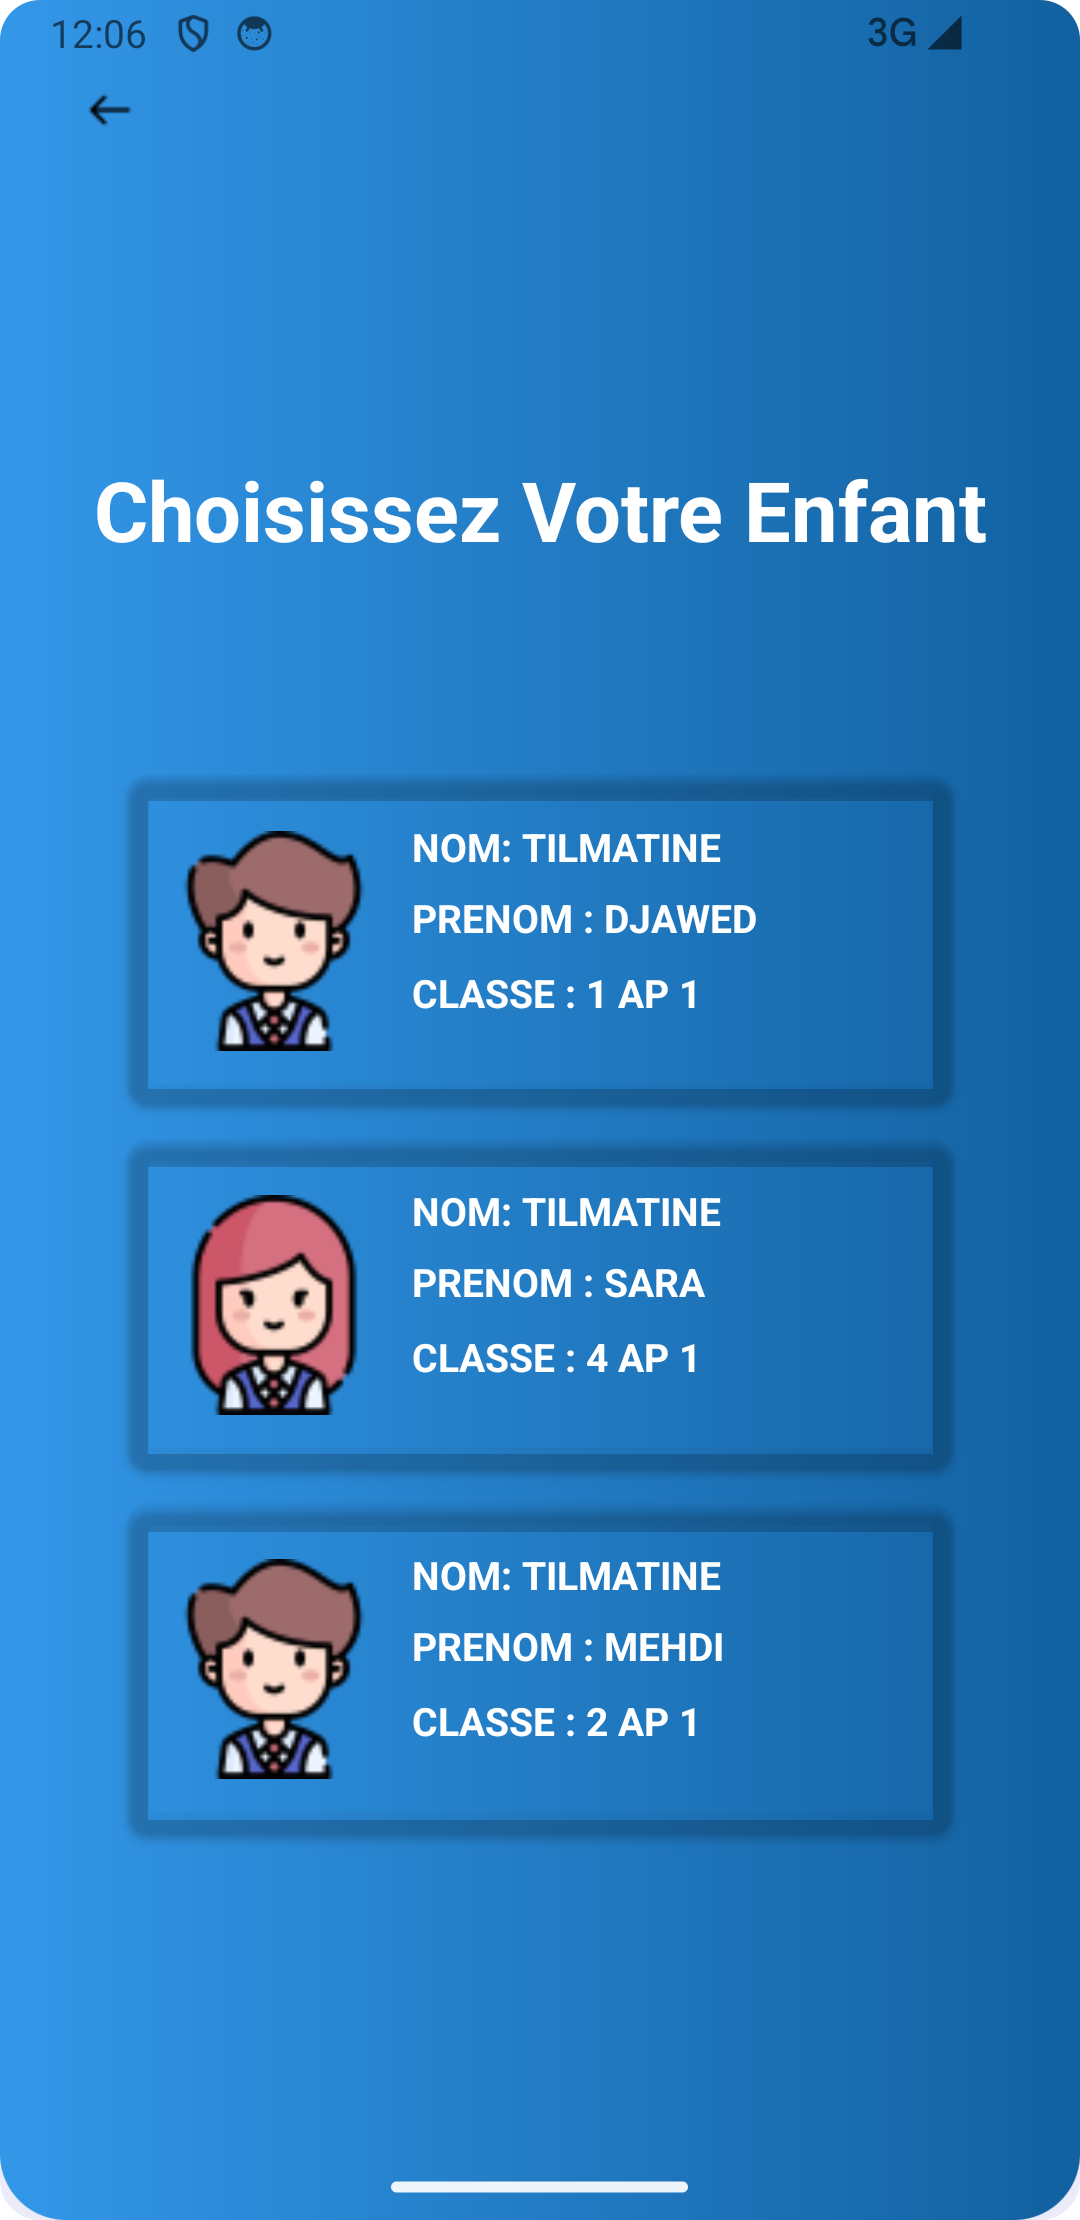 12:06 3G
Choisissez Votre Enfant
NOM: TILMATINE
PRENOM : DJAWED
CLASSE : 1 AP 1
NOM: TILMATINE
PRENOM : SARA
CLASSE : 4 AP 1
NOM: TILMATINE
PRENOM : MEHDI
CLASSE : 2 AP 1